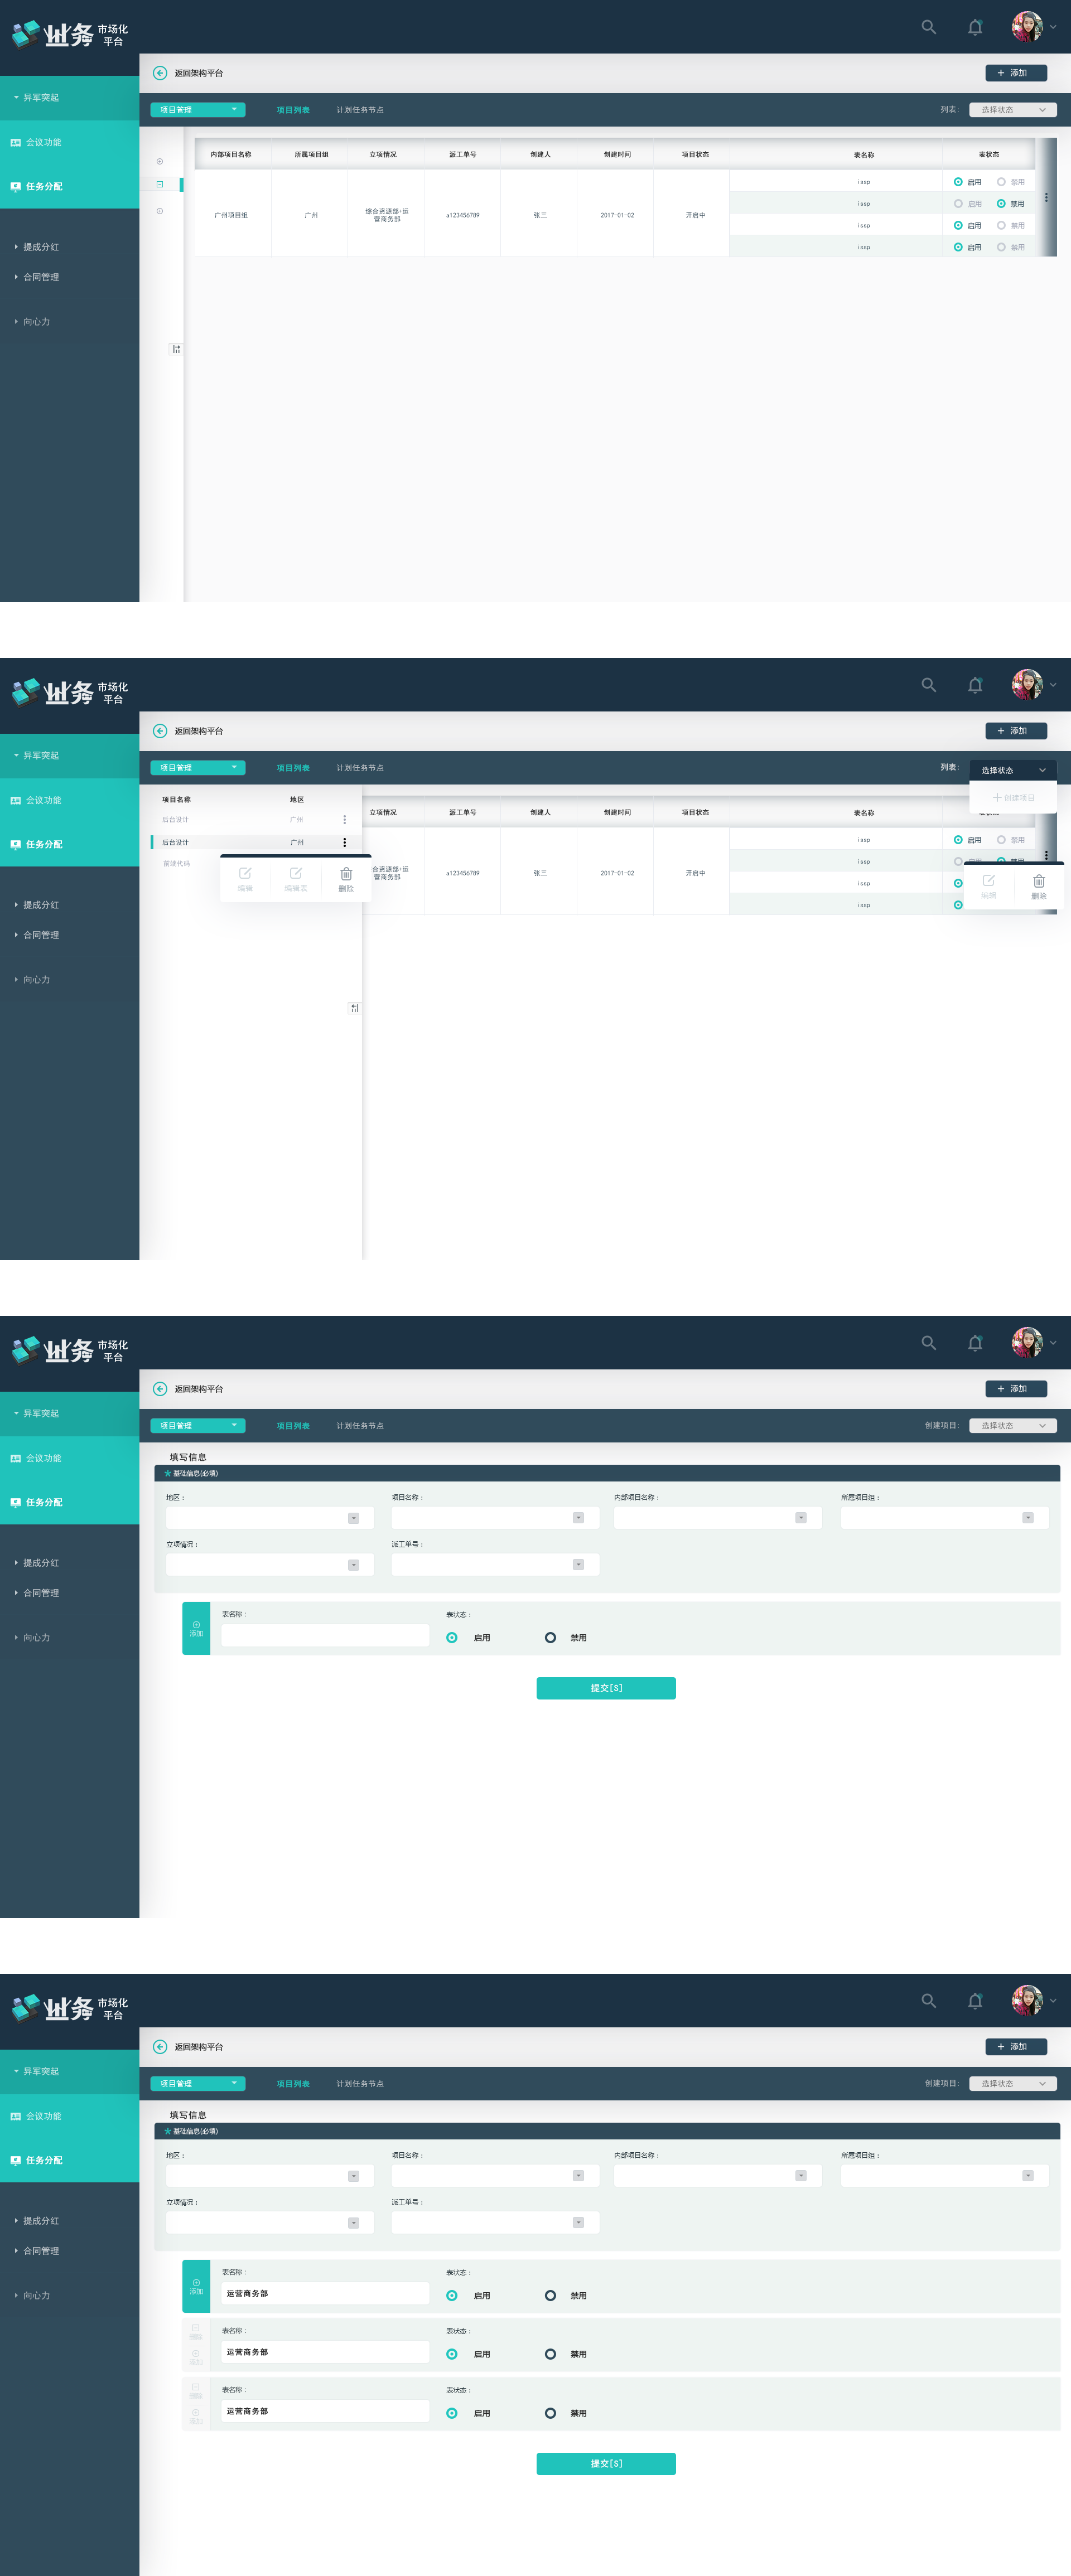 业务 市场化
平台
返回架构平台
+ 添加
异军突起
会议功能
任务分配
提成分红
合同管理
向心力
项目管理 项目列表 计划任务节点 列表: 选择状态
内部项目名称 所属项目组 立项情况 派工单号 创建人 创建时间 项目状态 表名称 表状态
广州项目组 广州 综合资源部+运
营商务部 a123456789 张三 2017-01-02 开启中
issp 启用 禁用
issp 启用 禁用
issp 启用 禁用
issp 启用 禁用
业务 市场化
平台
返回架构平台
+ 添加
异军突起
会议功能
任务分配
提成分红
合同管理
向心力
项目管理 项目列表 计划任务节点 列表: 选择状态
+ 创建项目
项目名称 地区
后台设计 广州
后台设计 广州
前端代码
编辑 编辑表 删除
立项情况 派工单号 创建人 创建时间 项目状态 表名称 表状态
合资源部+运
营商务部 a123456789 张三 2017-01-02 开启中
issp 启用 禁用
issp 启用 禁用
issp
issp
编辑 删除
业务 市场化
平台
返回架构平台
+ 添加
异军突起
会议功能
任务分配
提成分红
合同管理
向心力
项目管理 项目列表 计划任务节点 创建项目: 选择状态
填写信息
基础信息(必填)
地区: 项目名称: 内部项目名称: 所属项目组:
立项情况: 派工单号:
添加 表名称: 表状态:
启用 禁用
提交[S]
业务 市场化
平台
返回架构平台
+ 添加
异军突起
会议功能
任务分配
提成分红
合同管理
向心力
项目管理 项目列表 计划任务节点 创建项目: 选择状态
填写信息
基础信息(必填)
地区: 项目名称: 内部项目名称: 所属项目组:
立项情况: 派工单号:
添加 表名称: 表状态:
运营商务部 启用 禁用
删除 表名称: 表状态:
添加 运营商务部 启用 禁用
删除 表名称: 表状态:
添加 运营商务部 启用 禁用
提交[S]